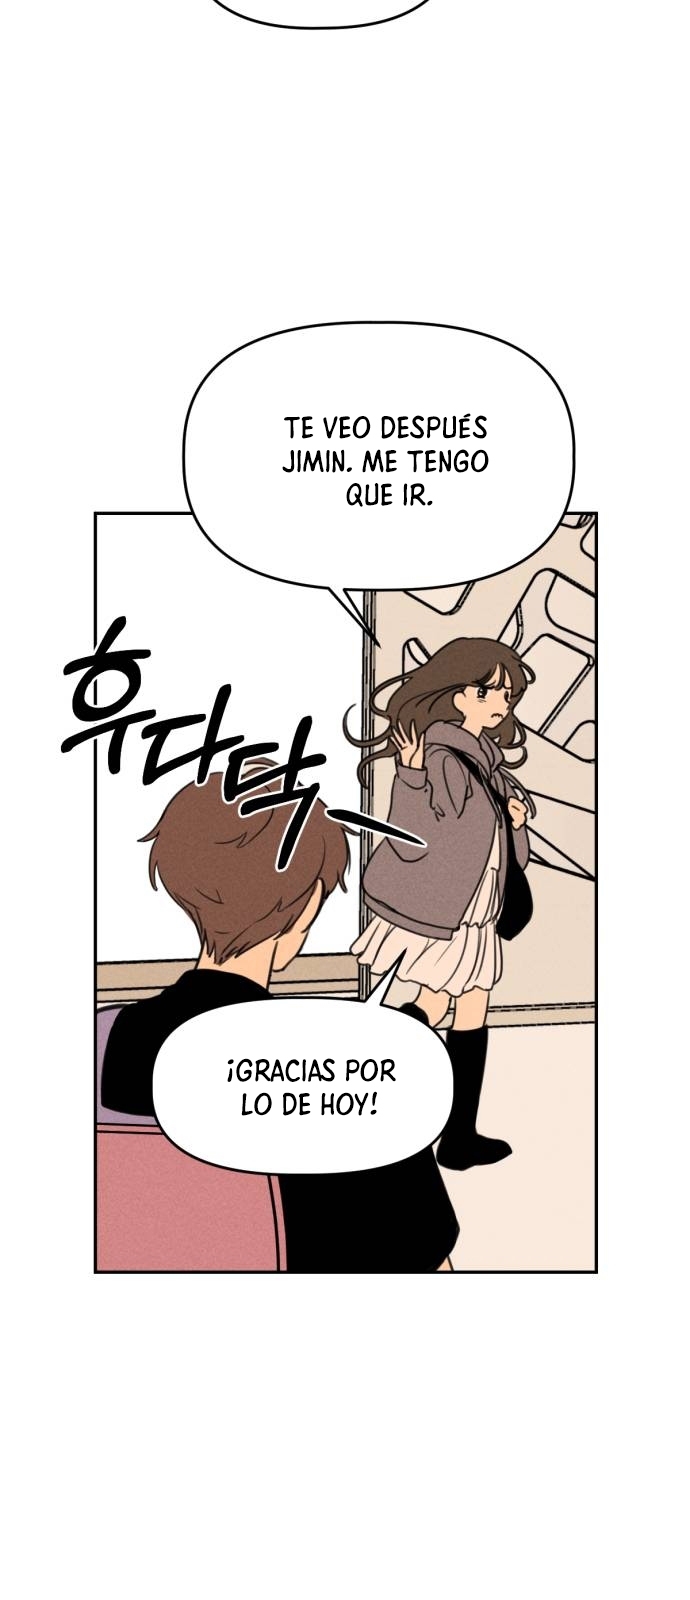 TE VEO DESPUÉS
JIMIN. ME TENGO
QUE IR.
후다닥
¡GRACIAS POR
LO DE HOY!